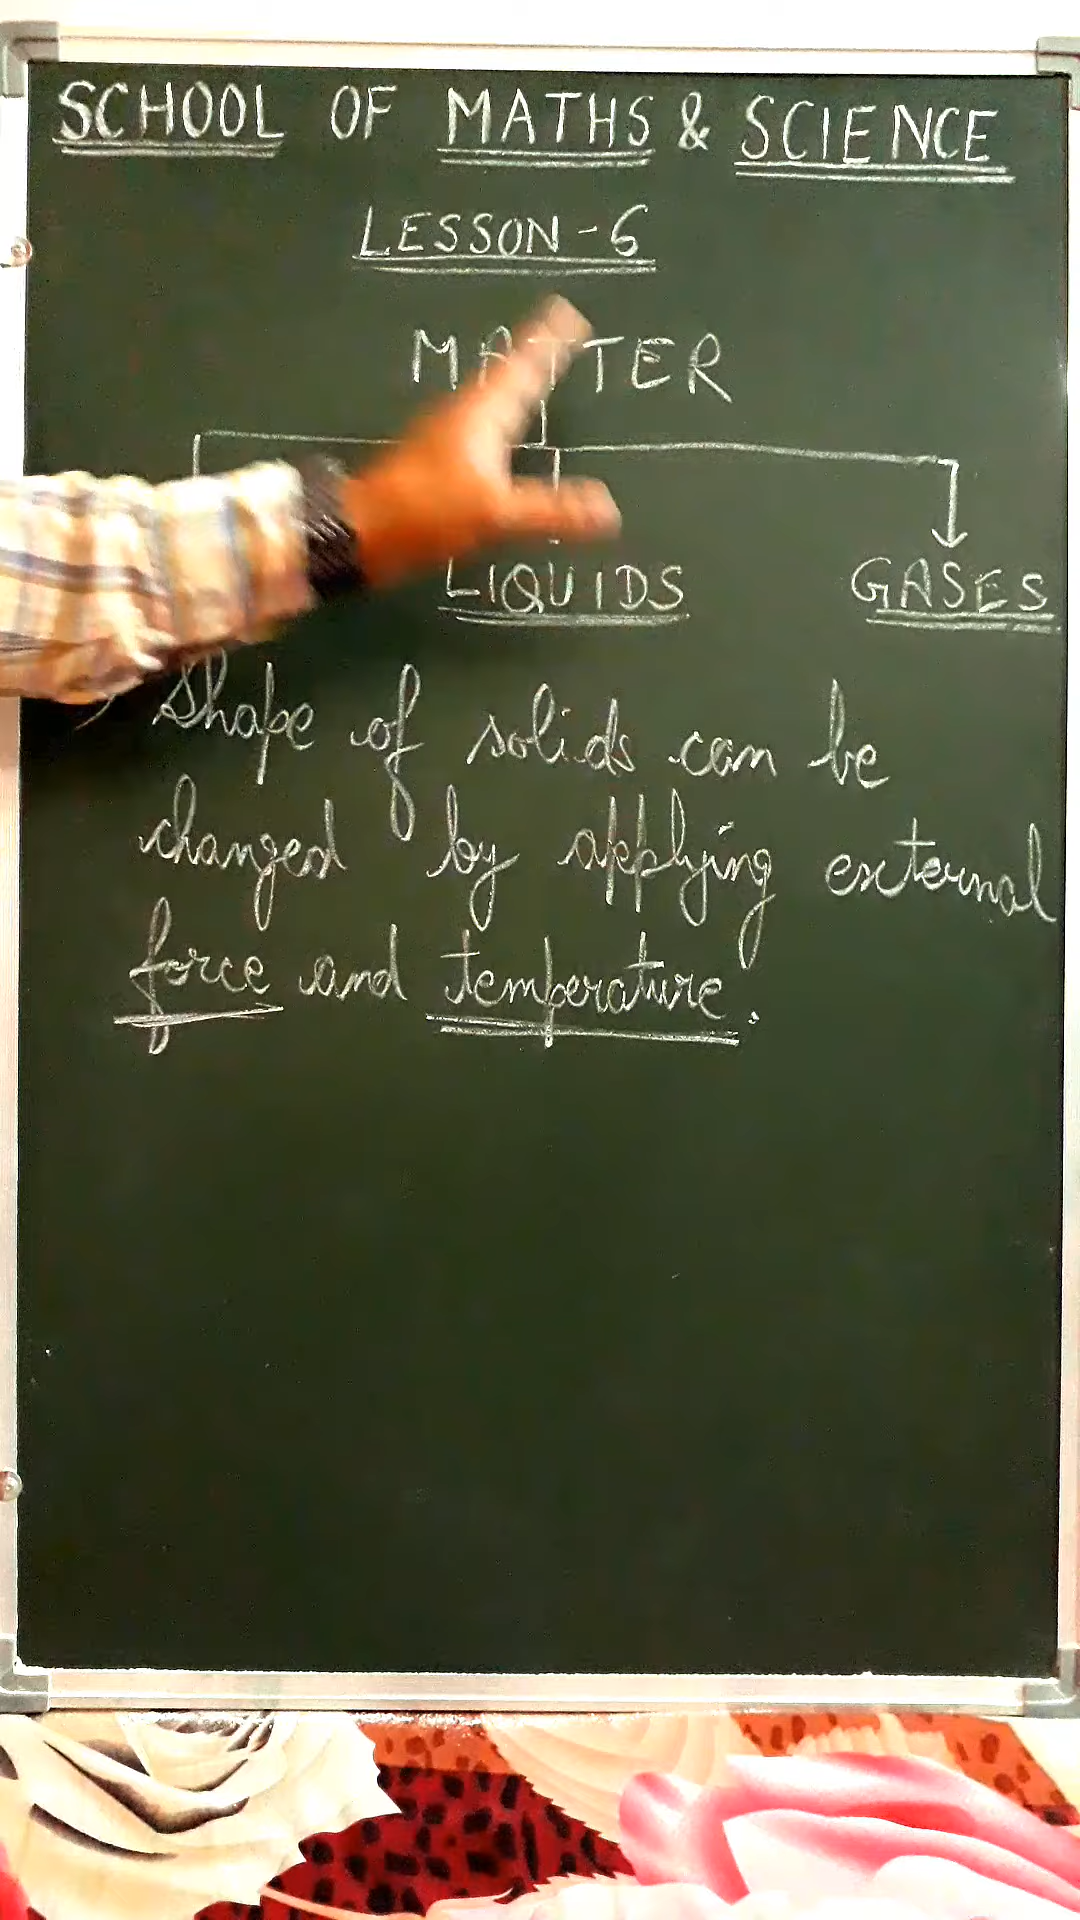 SCHOOL OF MATHS & SCIENCE
LESSON-6
MATTER
LIQUIDS GASES
Shape of solids can be
changed by applying external
force and temperature.